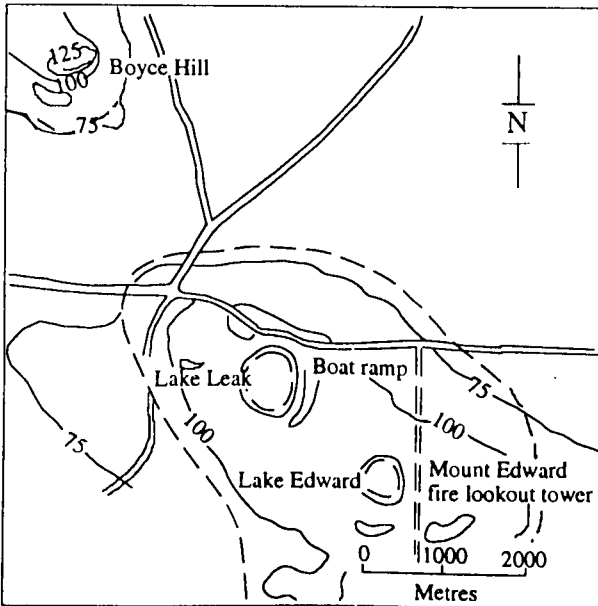 125
Boyce Hill
100
75
N
Lake Leak
Boat ramp
75
75
100
100
Lake Edward
Mount Edward
fire lookout tower
0 1000 2000
Metres